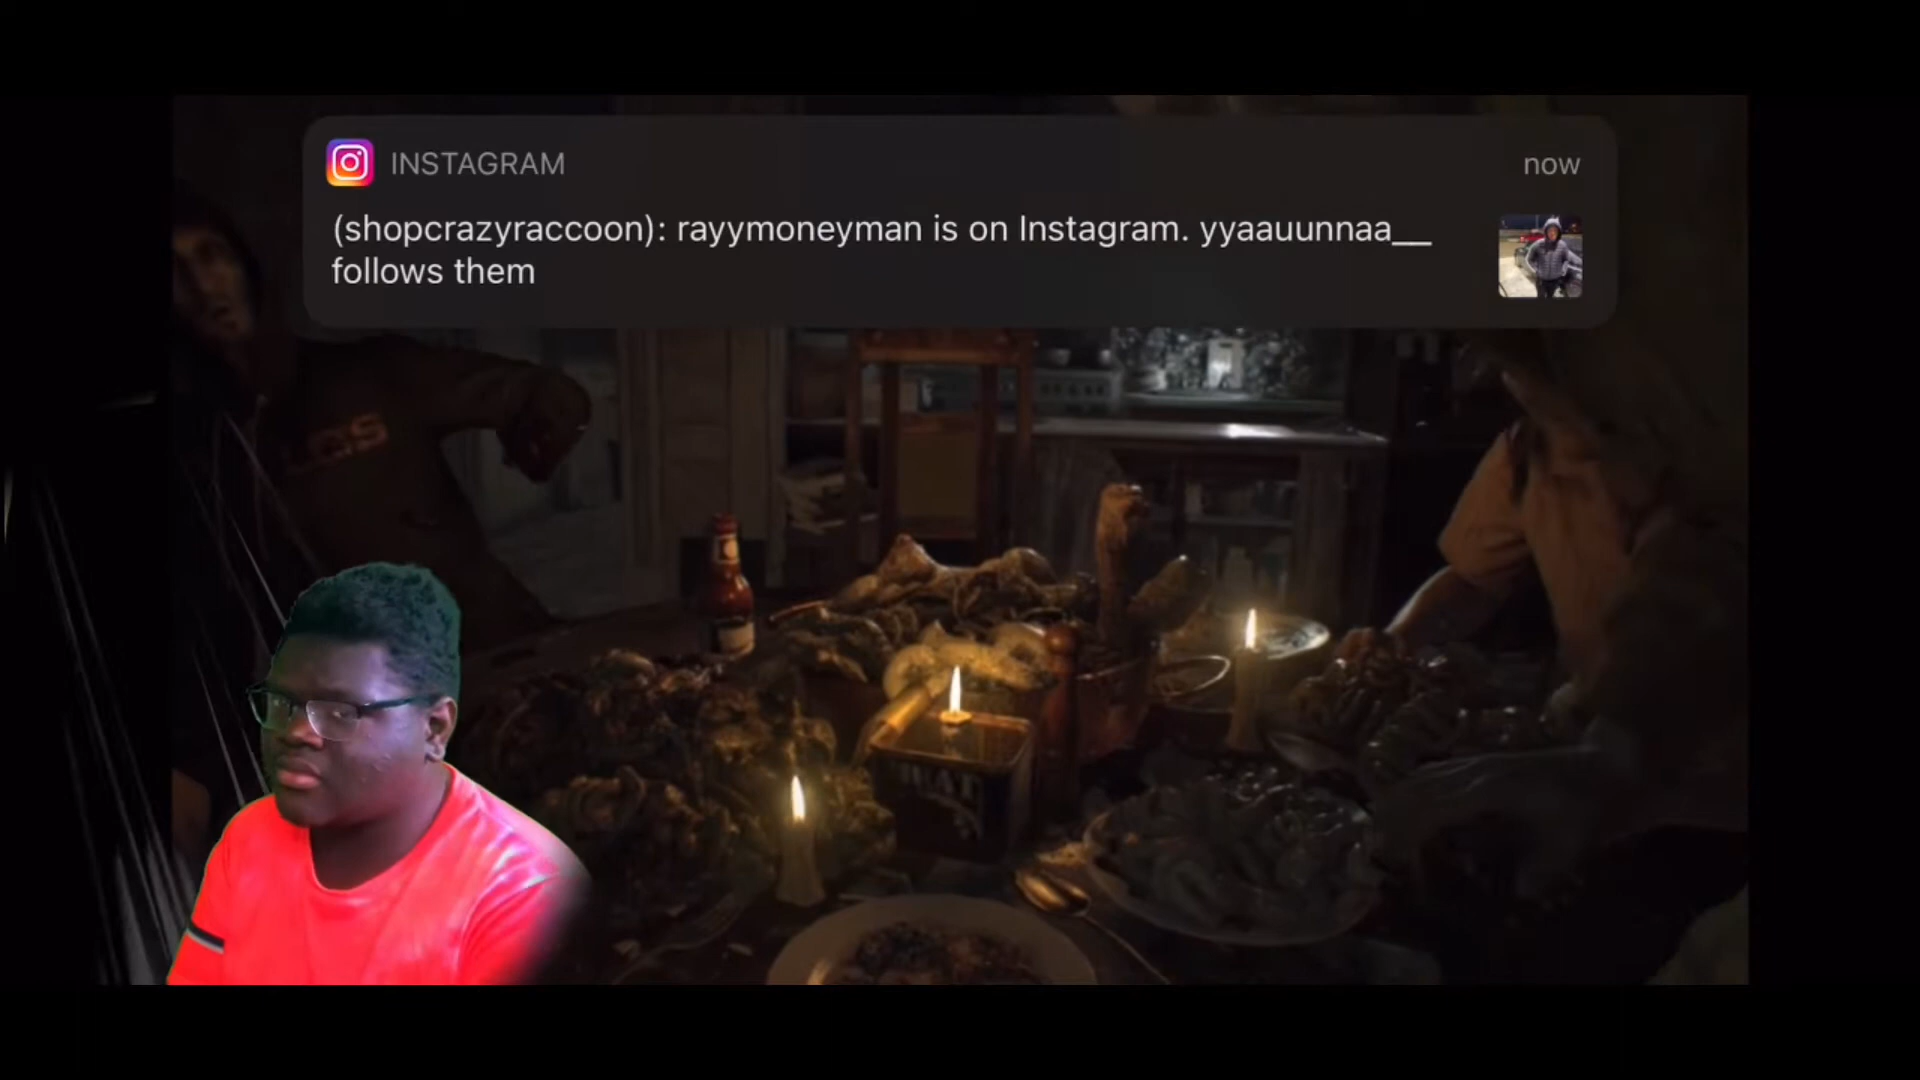 INSTAGRAM
now
(shopcrazyraccoon): rayymoneyman is on Instagram. yyaauunnaa__
follows them